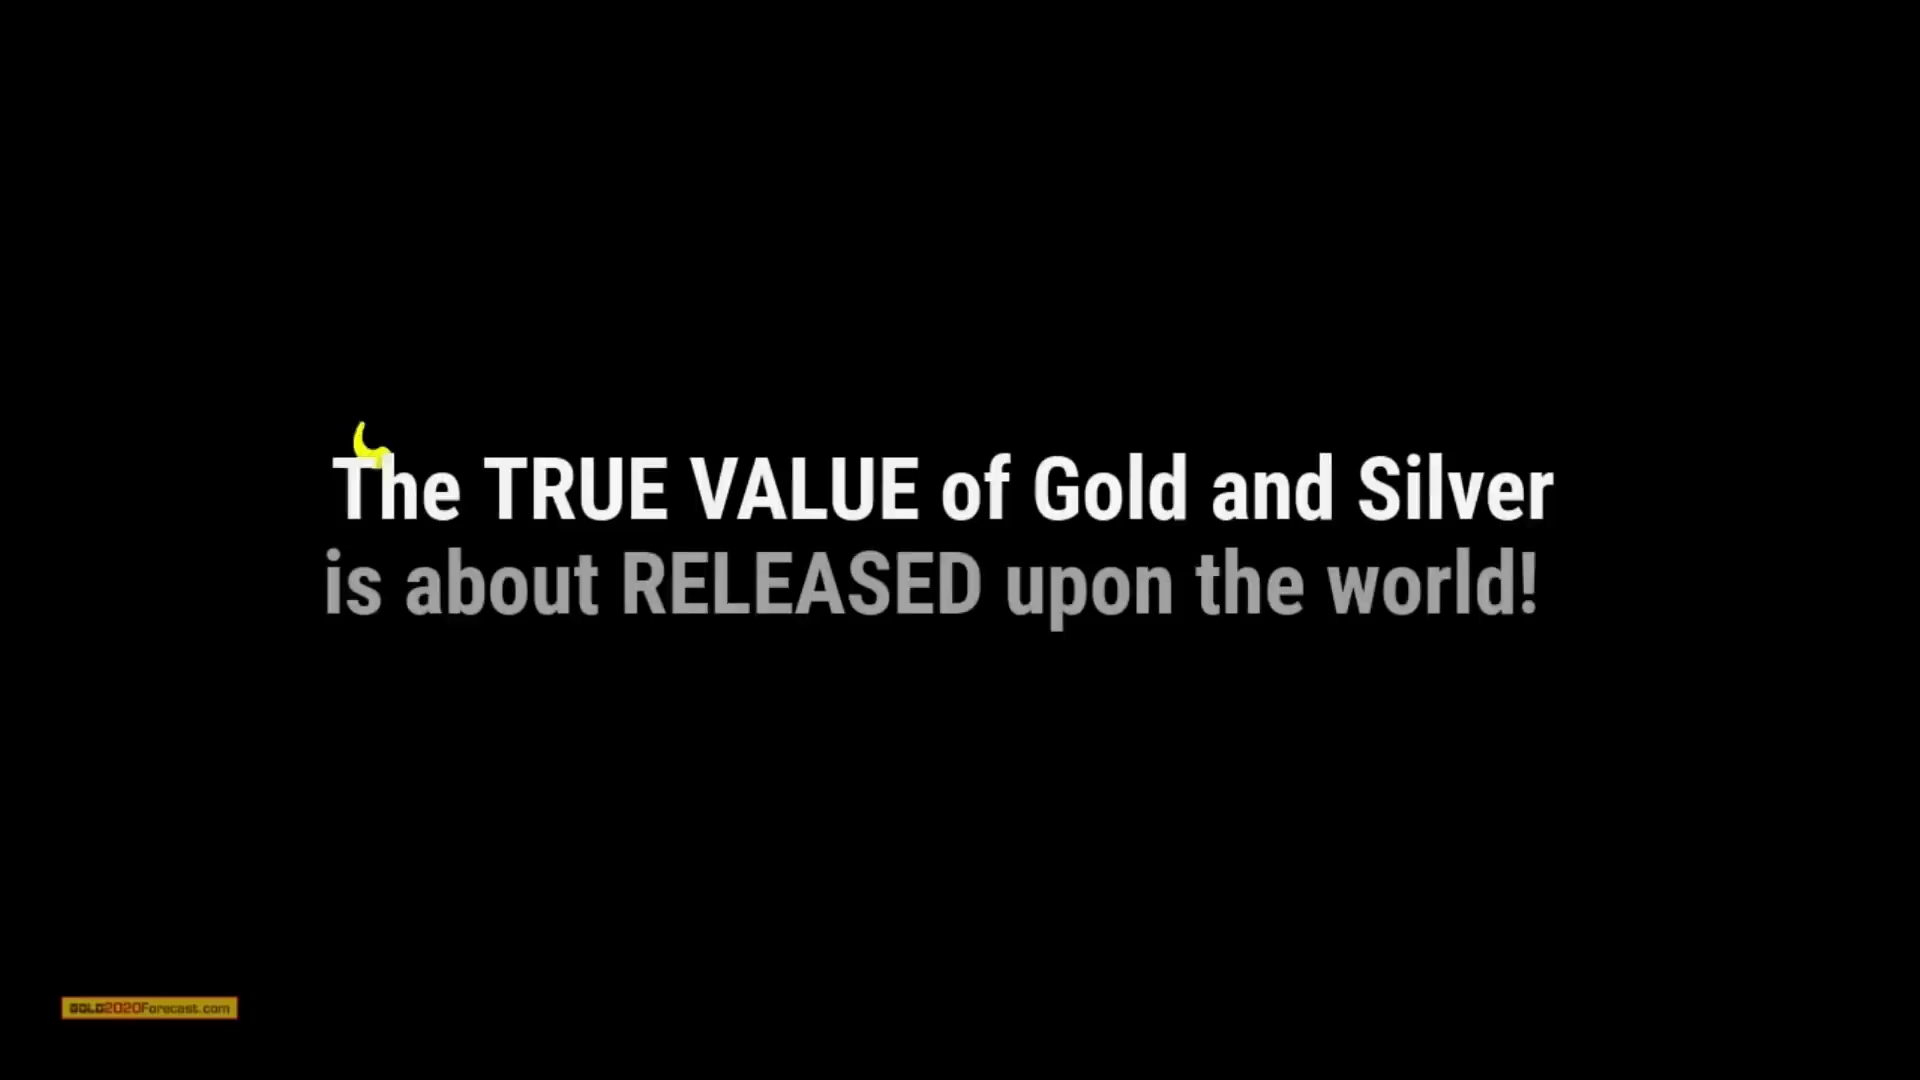 The TRUE VALUE of Gold and Silver
is about RELEASED upon the world!
GOLD2020Forecast.com